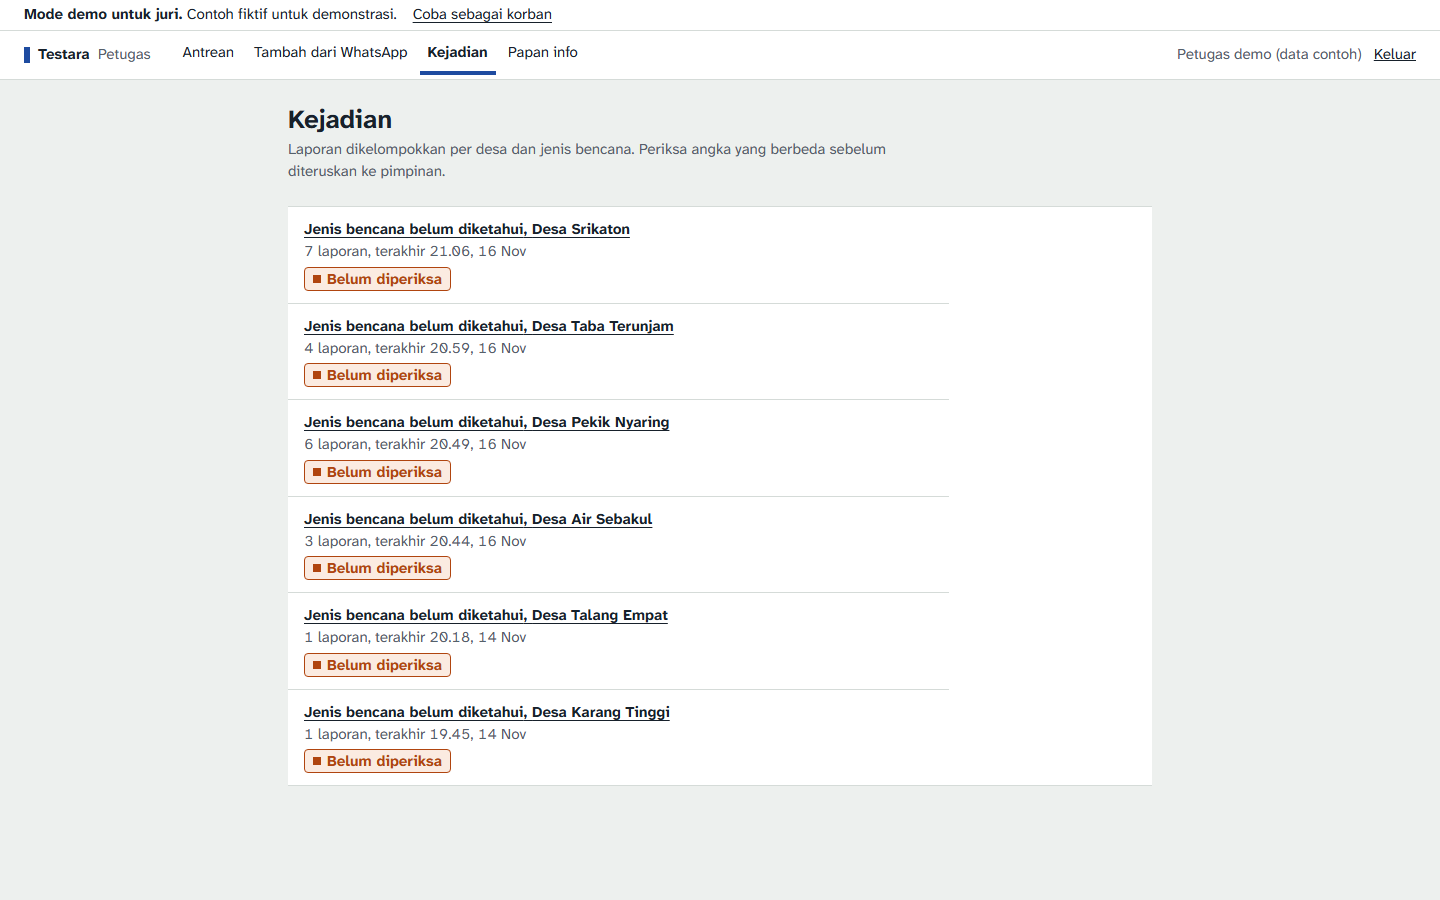 Mode demo untuk juri. Contoh fiktif untuk demonstrasi. Coba sebagai korban
Testara Petugas Antrean Tambah dari WhatsApp Kejadian Papan info Petugas demo (data contoh) Keluar
Kejadian
Laporan dikelompokkan per desa dan jenis bencana. Periksa angka yang berbeda sebelum
diteruskan ke pimpinan.
Jenis bencana belum diketahui, Desa Srikaton
7 laporan, terakhir 21.06, 16 Nov
Belum diperiksa
Jenis bencana belum diketahui, Desa Taba Terunjam
4 laporan, terakhir 20.59, 16 Nov
Belum diperiksa
Jenis bencana belum diketahui, Desa Pekik Nyaring
6 laporan, terakhir 20.49, 16 Nov
Belum diperiksa
Jenis bencana belum diketahui, Desa Air Sebakul
3 laporan, terakhir 20.44, 16 Nov
Belum diperiksa
Jenis bencana belum diketahui, Desa Talang Empat
1 laporan, terakhir 20.18, 14 Nov
Belum diperiksa
Jenis bencana belum diketahui, Desa Karang Tinggi
1 laporan, terakhir 19.45, 14 Nov
Belum diperiksa